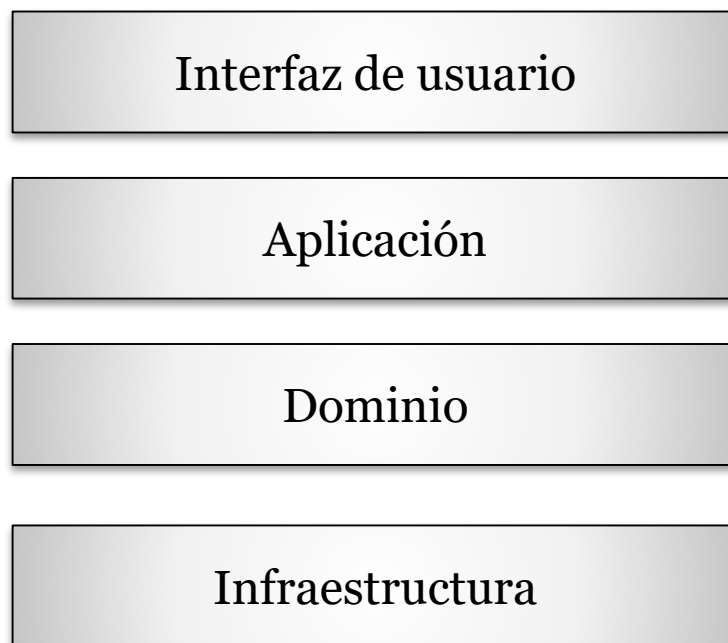 Interfaz de usuario
Aplicación
Dominio
Infraestructura